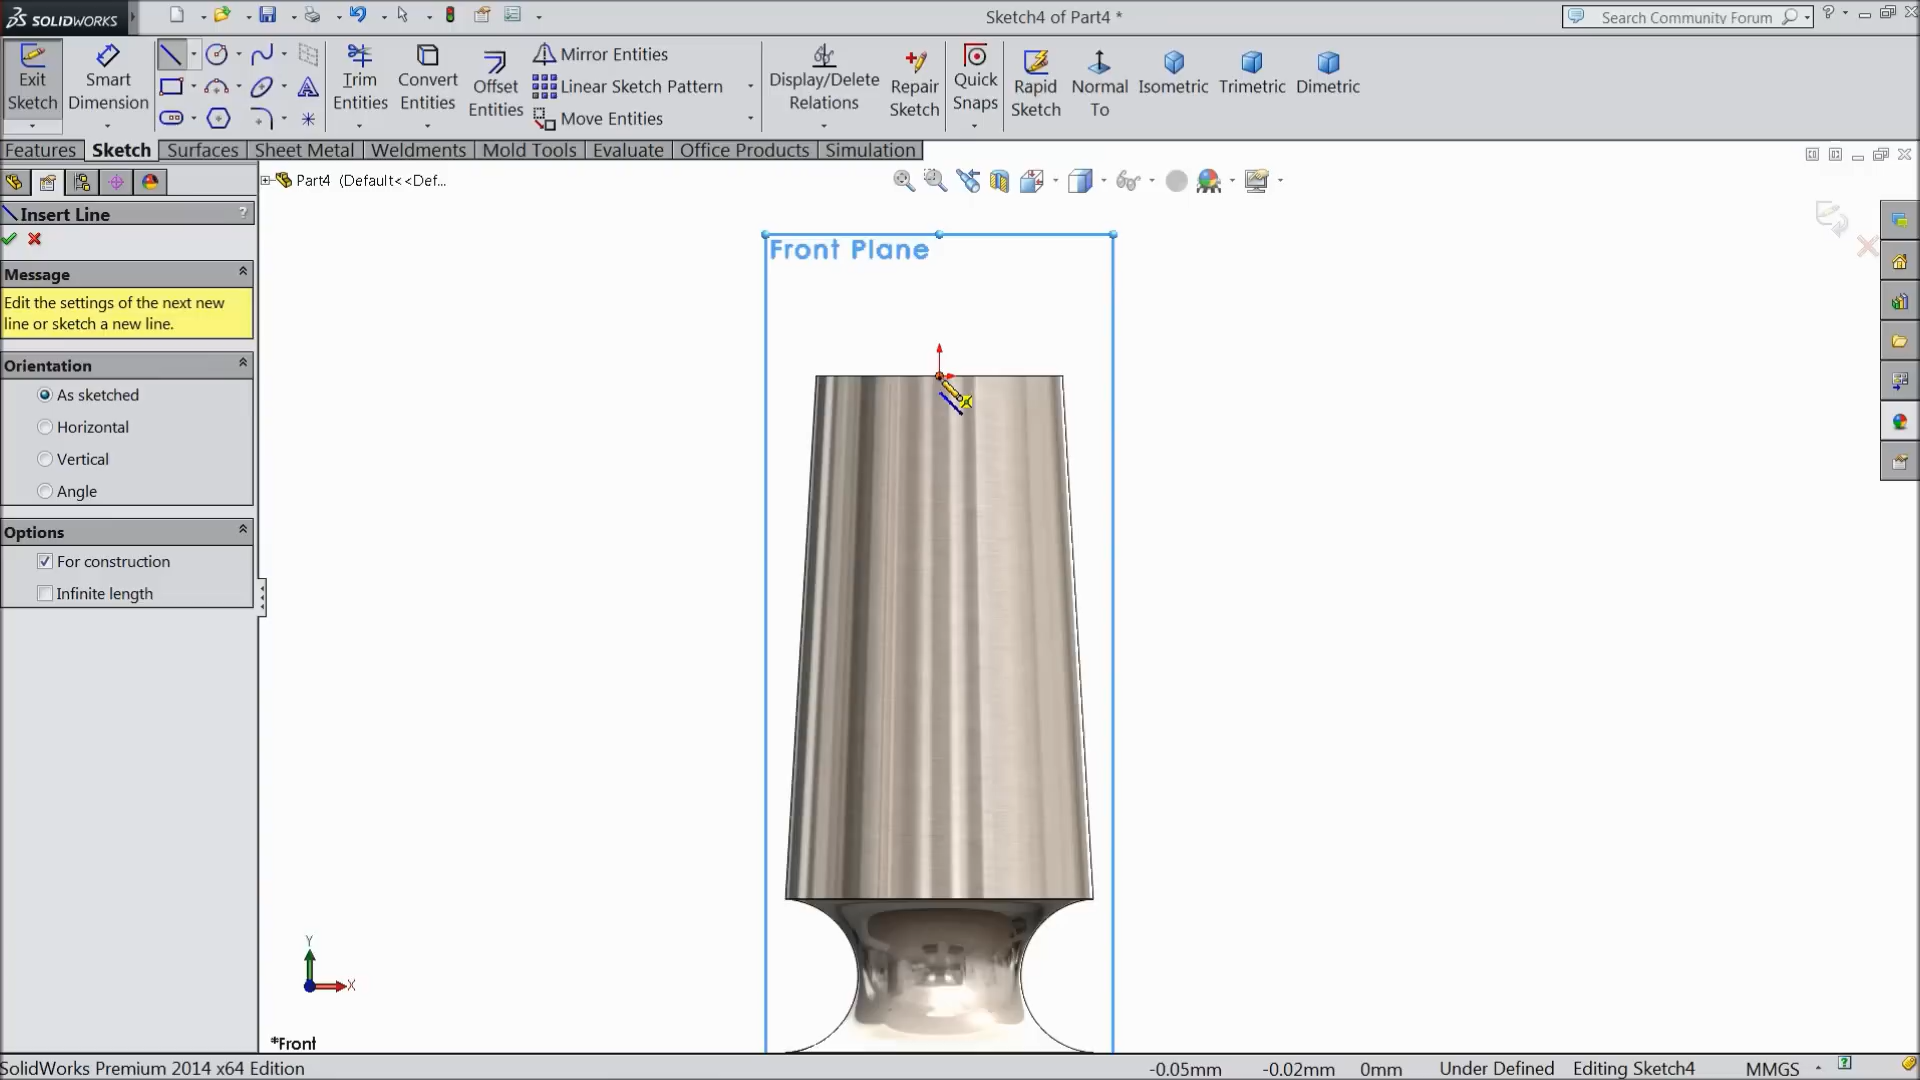 SOLIDWORKS
Sketch4 of Part4 *
Search Community Forum
?
Exit
Sketch
Smart
Dimension
Trim
Entities
Convert
Entities
Offset
Entities
Mirror Entities
Linear Sketch Pattern
Move Entities
Display/Delete
Relations
Repair
Sketch
Quick
Snaps
Rapid
Sketch
Normal
To
Isometric
Trimetric
Dimetric
Features
Sketch
Surfaces
Sheet Metal
Weldments
Mold Tools
Evaluate
Office Products
Simulation
Part4 (Default<<Def...
Insert Line
?
Message
Edit the settings of the next new
line or sketch a new line.
Orientation
As sketched
Horizontal
Vertical
Angle
Options
For construction
Infinite length
Front Plane
Y
X
*Front
SolidWorks Premium 2014 x64 Edition
-0.05mm
-0.02mm
0mm
Under Defined
Editing Sketch4
MMGS
?